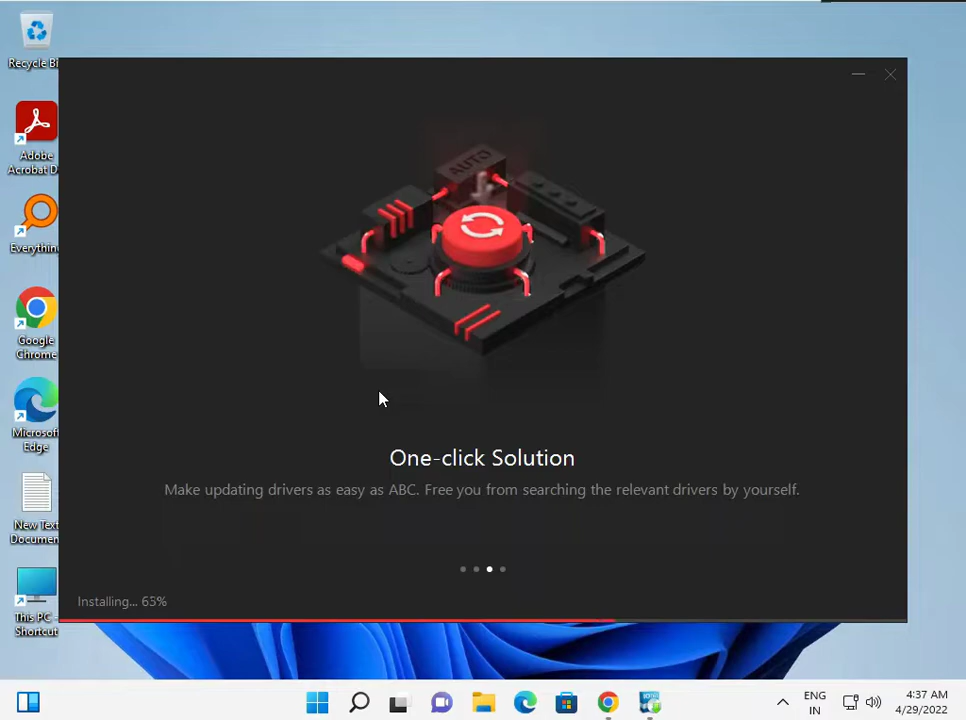 Recycle Bi
Adobe
Acrobat D
Everythin
Google
Chrome
Microsof
Edge
New Text
Documen
This PC -
Shortcut
AUTO
One-click Solution
Make updating drivers as easy as ABC. Free you from searching the relevant drivers by yourself.
Installing... 65%
ENG
IN
4:37 AM
4/29/2022